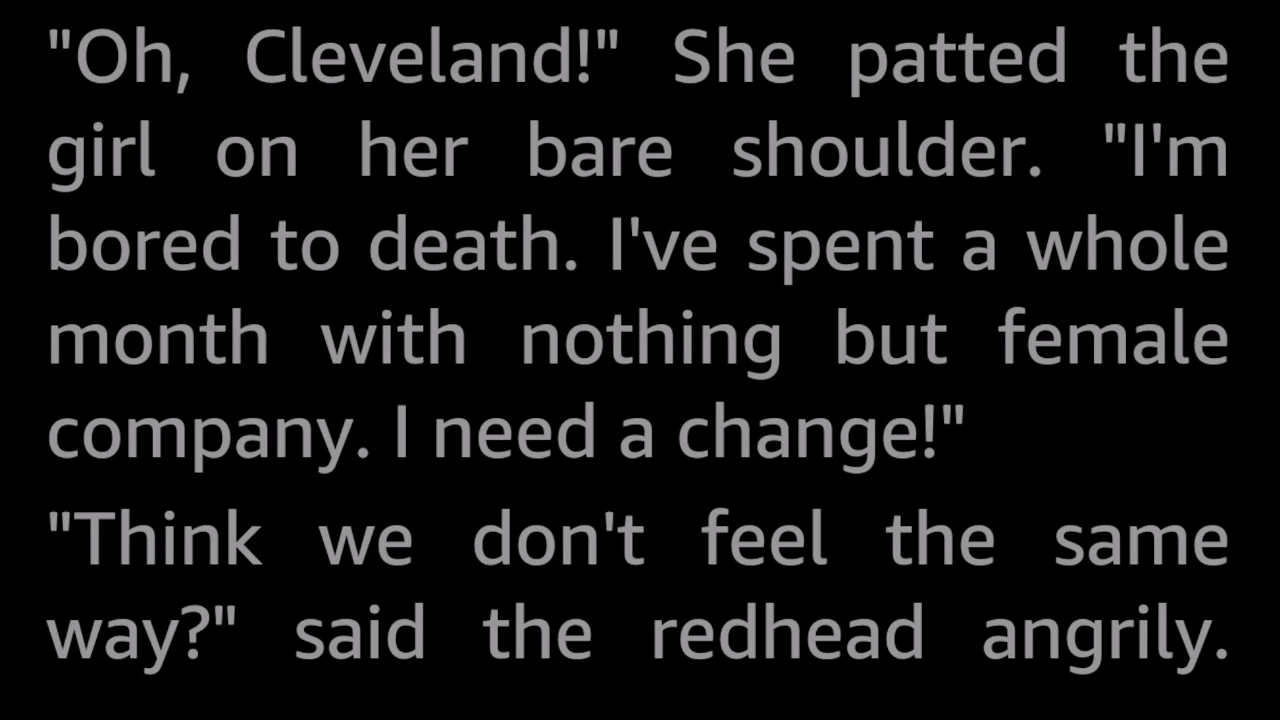 "Oh, Cleveland!" She patted the
girl on her bare shoulder. "I'm
bored to death. I've spent a whole
month with nothing but female
company. I need a change!"
"Think we don't feel the same
way?" said the redhead angrily.